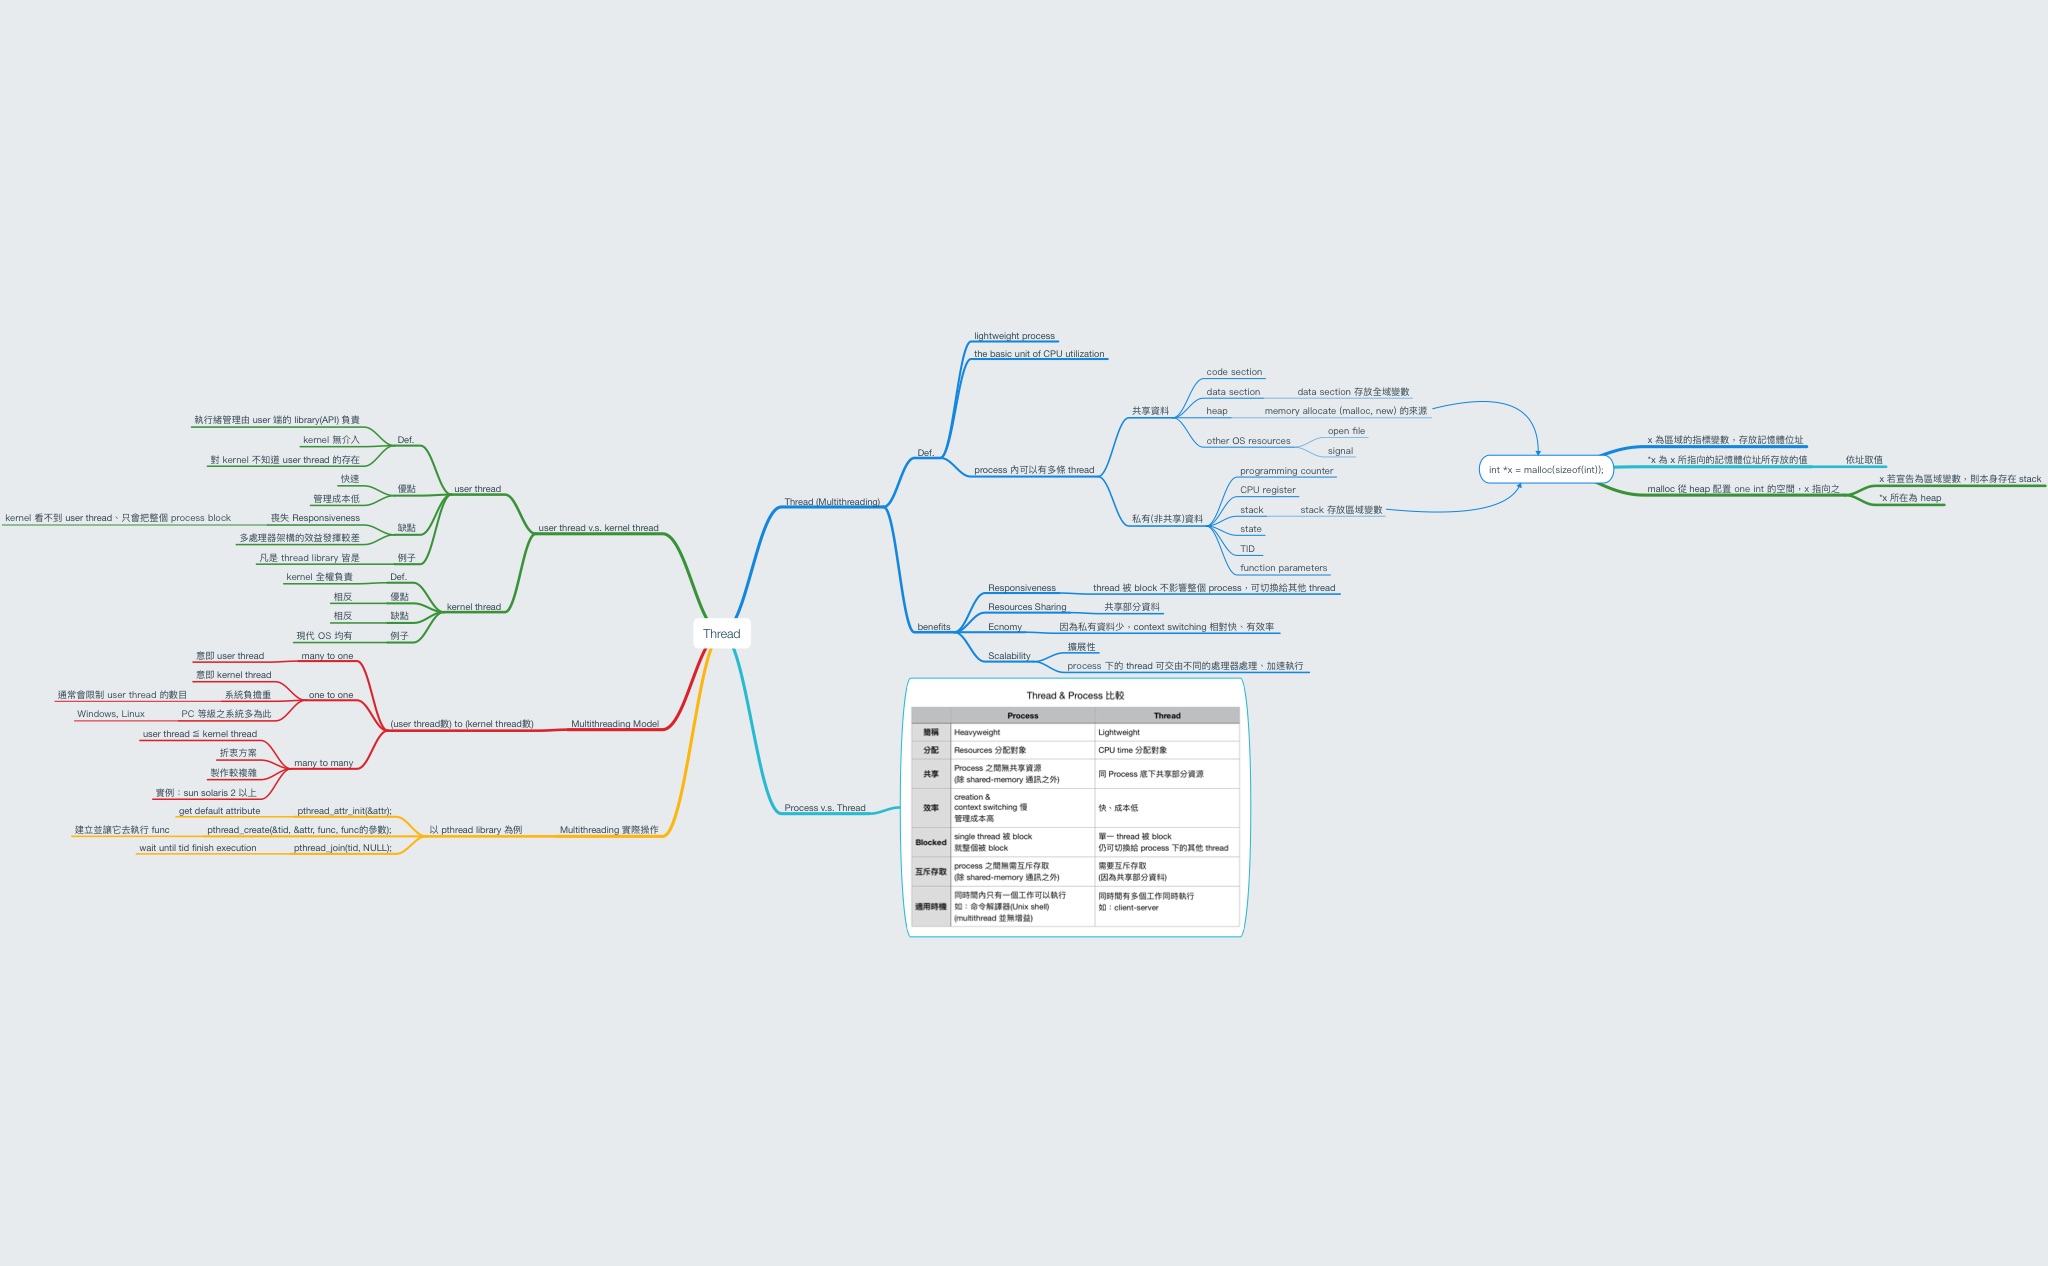 Thread
Thread (Multithreading)
Def.
lightweight process
the basic unit of CPU utilization
process 內可以有多條 thread
共享資料
code section
data section
data section 存放全域變數
heap
memory allocate (malloc, new) 的來源
other OS resources
open file
signal
私有(非共享)資料
programming counter
CPU register
stack
stack 存放區域變數
state
TID
function parameters
int *x = malloc(sizeof(int));
x 為區域的指標變數，存放記憶體位址
*x 為 x 所指向的記憶體位址所存放的值
依址取值
malloc 從 heap 配置 one int 的空間，x 指向之
x 若宣告為區域變數，則本身存在 stack
*x 所在為 heap
benefits
Responsiveness
thread 被 block 不影響整個 process，可切換給其他 thread
Resources Sharing
共享部分資料
Ecnomy
因為私有資料少，context switching 相對快、有效率
Scalability
擴展性
process 下的 thread 可交由不同的處理器處理、加速執行
Process v.s. Thread
Thread & Process 比較
Process
Thread
簡稱
Heavyweight
Lightweight
分配
Resources 分配對象
CPU time 分配對象
共享
Process 之間無共享資源
(除 shared-memory 通訊之外)
同 Process 底下共享部分資源
效率
creation &
context switching 慢
管理成本高
快、成本低
Blocked
single thread 被 block
就整個被 block
單一 thread 被 block
仍可切換給 process 下的其他 thread
互斥存取
process 之間無需互斥存取
(除 shared-memory 通訊之外)
需要互斥存取
(因為共享部分資料)
適用時機
同時間內只有一個工作可以執行
如：命令解譯器(Unix shell)
(multithread 並無增益)
同時間有多個工作同時執行
如：client-server
user thread v.s. kernel thread
user thread
Def.
執行緒管理由 user 端的 library(API) 負責
kernel 無介入
對 kernel 不知道 user thread 的存在
優點
快速
管理成本低
缺點
喪失 Responsiveness
kernel 看不到 user thread、只會把整個 process block
多處理器架構的效益發揮較差
例子
凡是 thread library 皆是
kernel thread
Def.
kernel 全權負責
優點
相反
缺點
相反
例子
現代 OS 均有
Multithreading Model
(user thread數) to (kernel thread數)
many to one
意即 user thread
one to one
意即 kernel thread
系統負擔重
通常會限制 user thread 的數目
PC 等級之系統多為此
Windows, Linux
many to many
user thread ≦ kernel thread
折衷方案
製作較複雜
實例：sun solaris 2 以上
Multithreading 實際操作
以 pthread library 為例
pthread_attr_init(&attr);
get default attribute
pthread_create(&tid, &attr, func, func的參數);
建立並讓它去執行 func
pthread_join(tid, NULL);
wait until tid finish execution